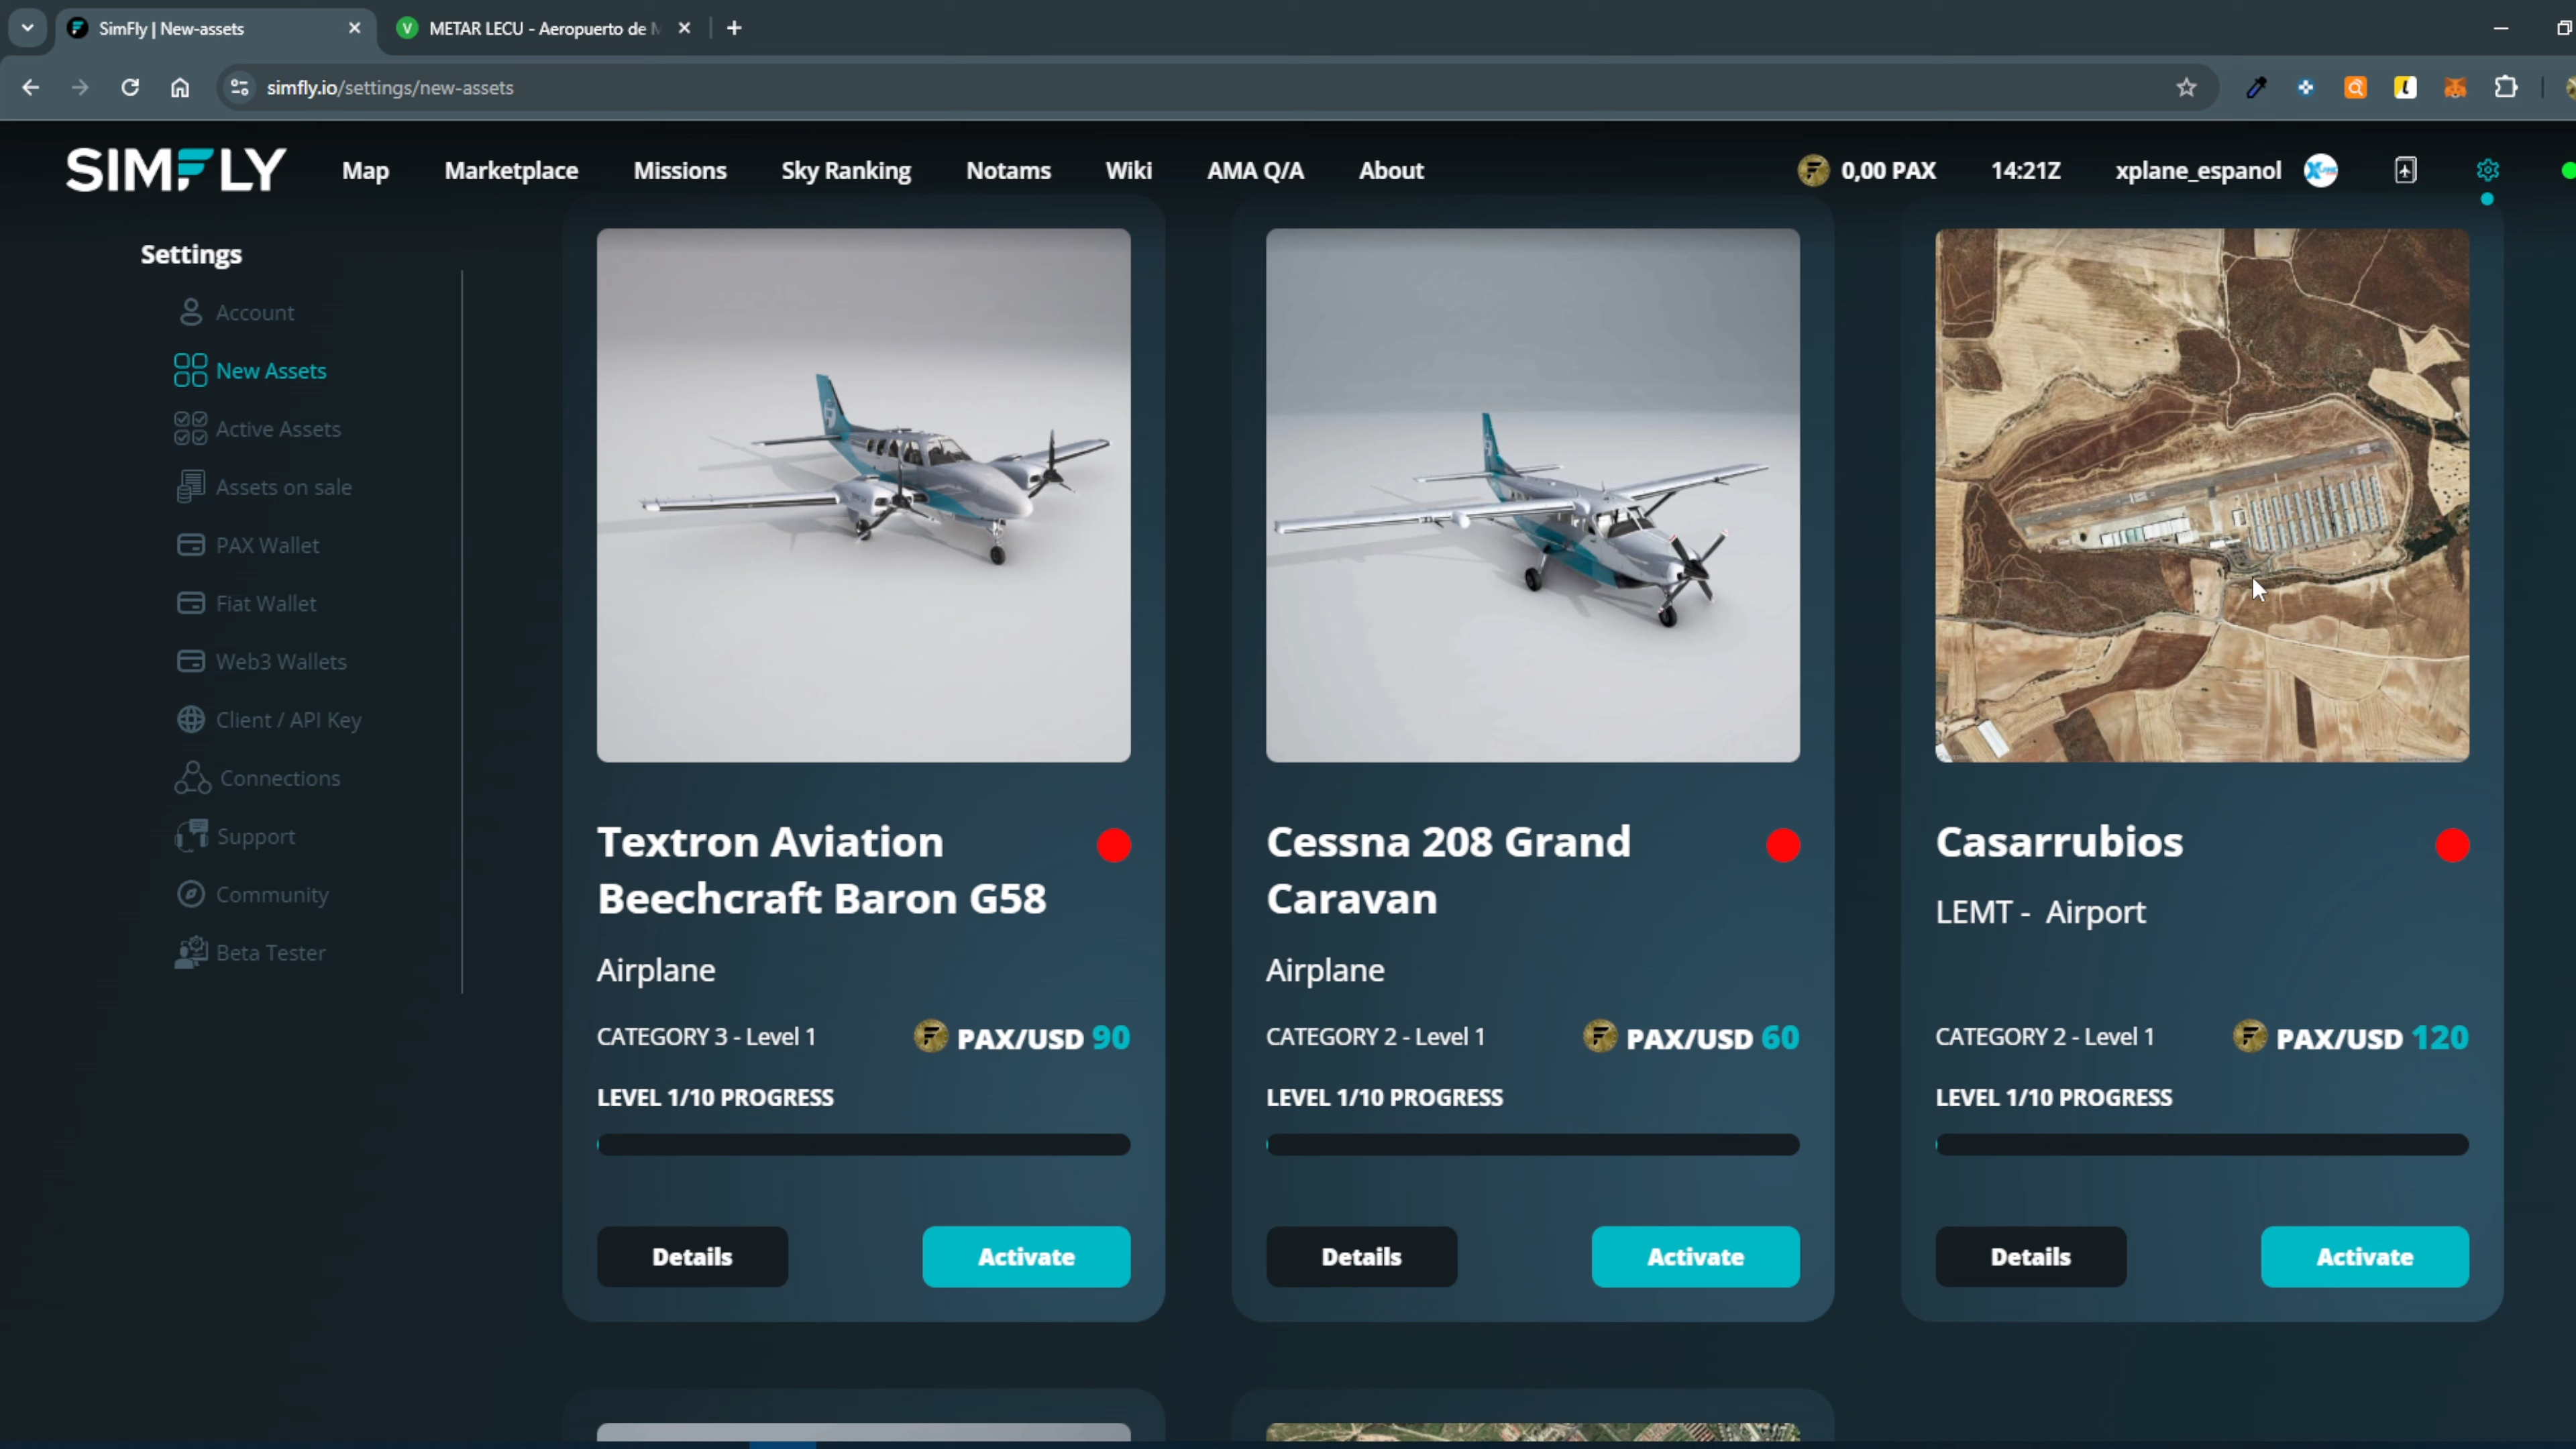 SimFly | New-assets
METAR LECU - Aeropuerto de M
simfly.io/settings/new-assets
SIMFLY
Map
Marketplace
Missions
Sky Ranking
Notams
Wiki
AMA Q/A
About
0,00 PAX
14:21Z
xplane_espanol
Settings
Account
New Assets
Active Assets
Assets on sale
PAX Wallet
Fiat Wallet
Web3 Wallets
Client / API Key
Connections
Support
Community
Beta Tester
Textron Aviation
Beechcraft Baron G58
Airplane
CATEGORY 3 - Level 1
PAX/USD 90
LEVEL 1/10 PROGRESS
Details
Activate
Cessna 208 Grand
Caravan
Airplane
CATEGORY 2 - Level 1
PAX/USD 60
LEVEL 1/10 PROGRESS
Details
Activate
Casarrubios
LEMT - Airport
CATEGORY 2 - Level 1
PAX/USD 120
LEVEL 1/10 PROGRESS
Details
Activate